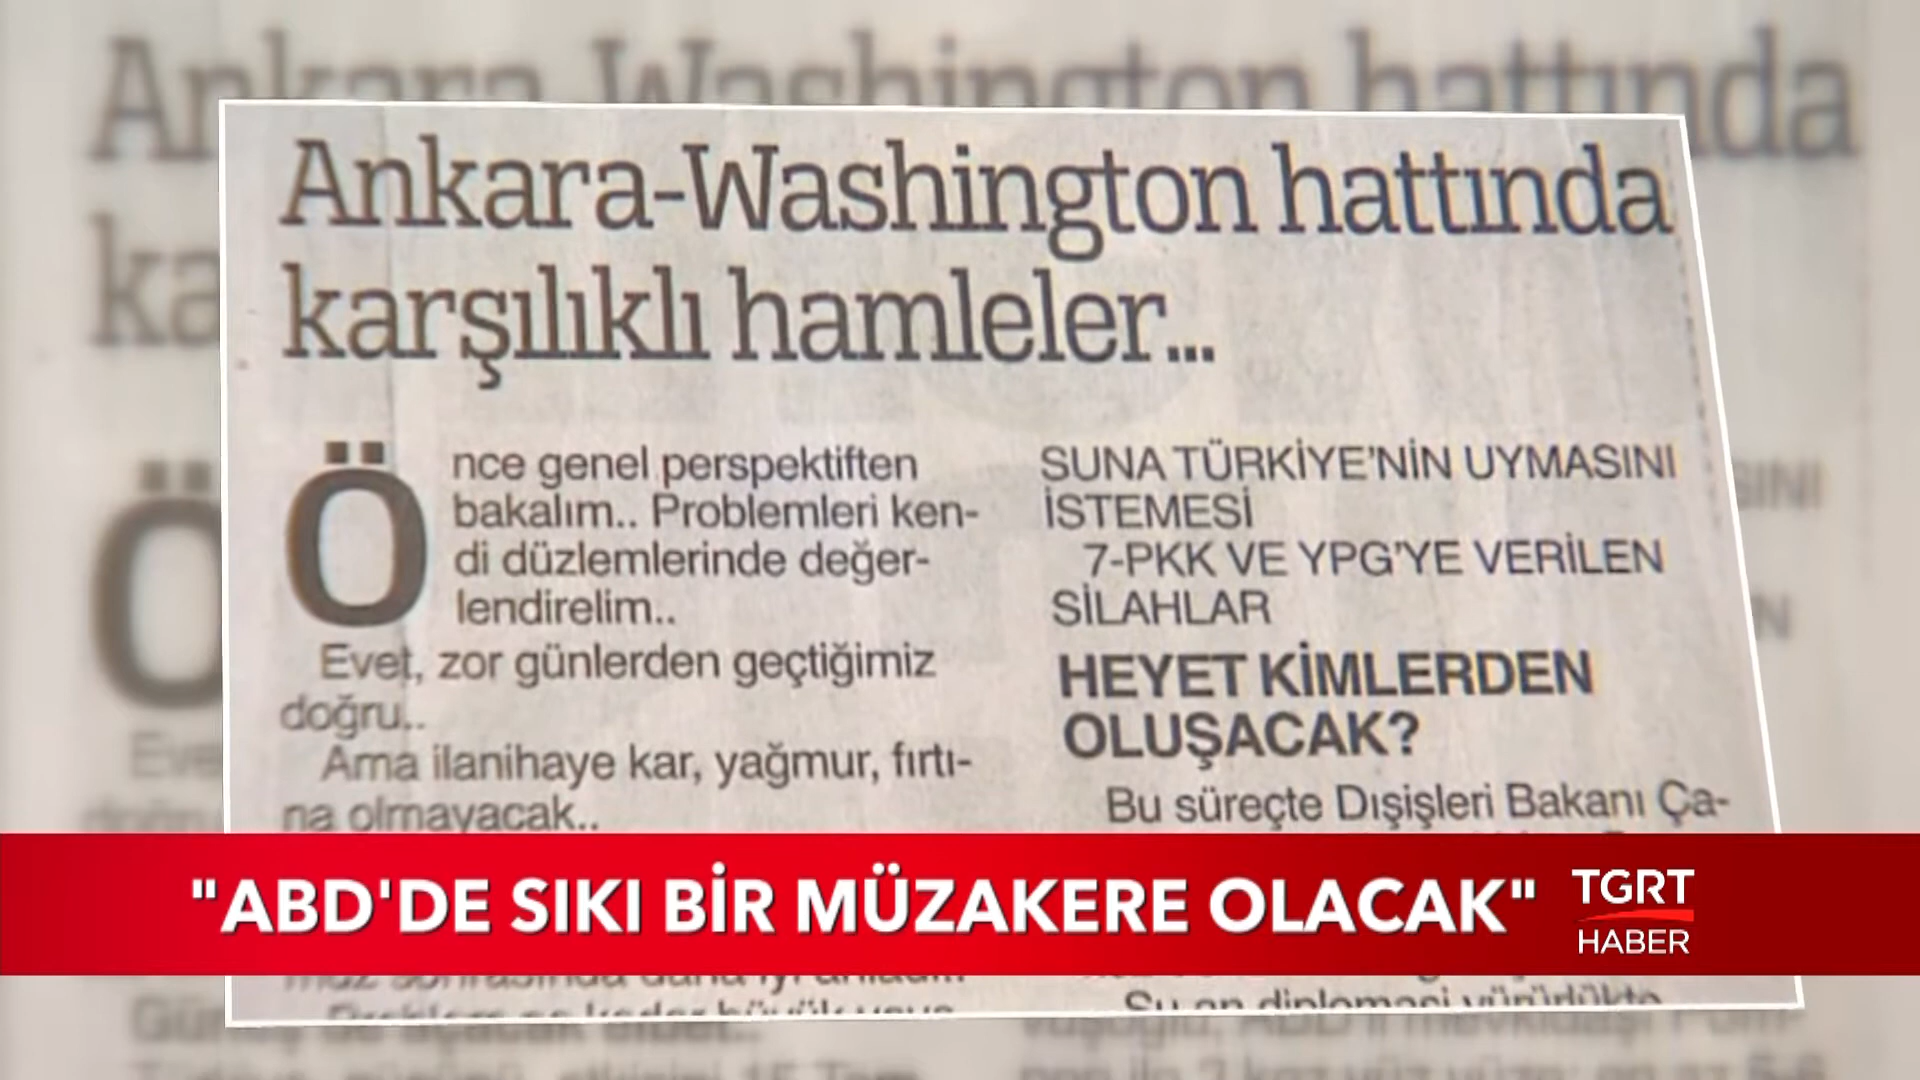 Ankara-Washington hattında
karşılıklı hamleler...
Önce genel perspektiften
bakalım.. Problemleri ken-
di düzlemlerinde değer-
lendirelim..
Evet, zor günlerden geçtiğimiz
doğru..
Ama ilanihaye kar, yağmur, fırtı-
na olmayacak..
SUNA TÜRKİYE'NİN UYMASINI
İSTEMESİ
7-PKK VE YPG'YE VERİLEN
SİLAHLAR
HEYET KİMLERDEN
OLUŞACAK?
Bu süreçte Dışişleri Bakanı Ça-
"ABD'DE SIKI BİR MÜZAKERE OLACAK"
TGRT
HABER